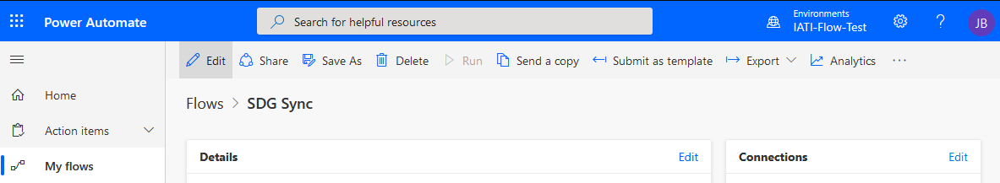 Power Automate
Search for helpful resources
Environments
IATI-Flow-Test
?
JB
Edit
Share
Save As
Delete
Run
Send a copy
Submit as template
Export
Analytics
···
Home
Action items
My flows
Flows > SDG Sync
Details
Edit
Connections
Edit